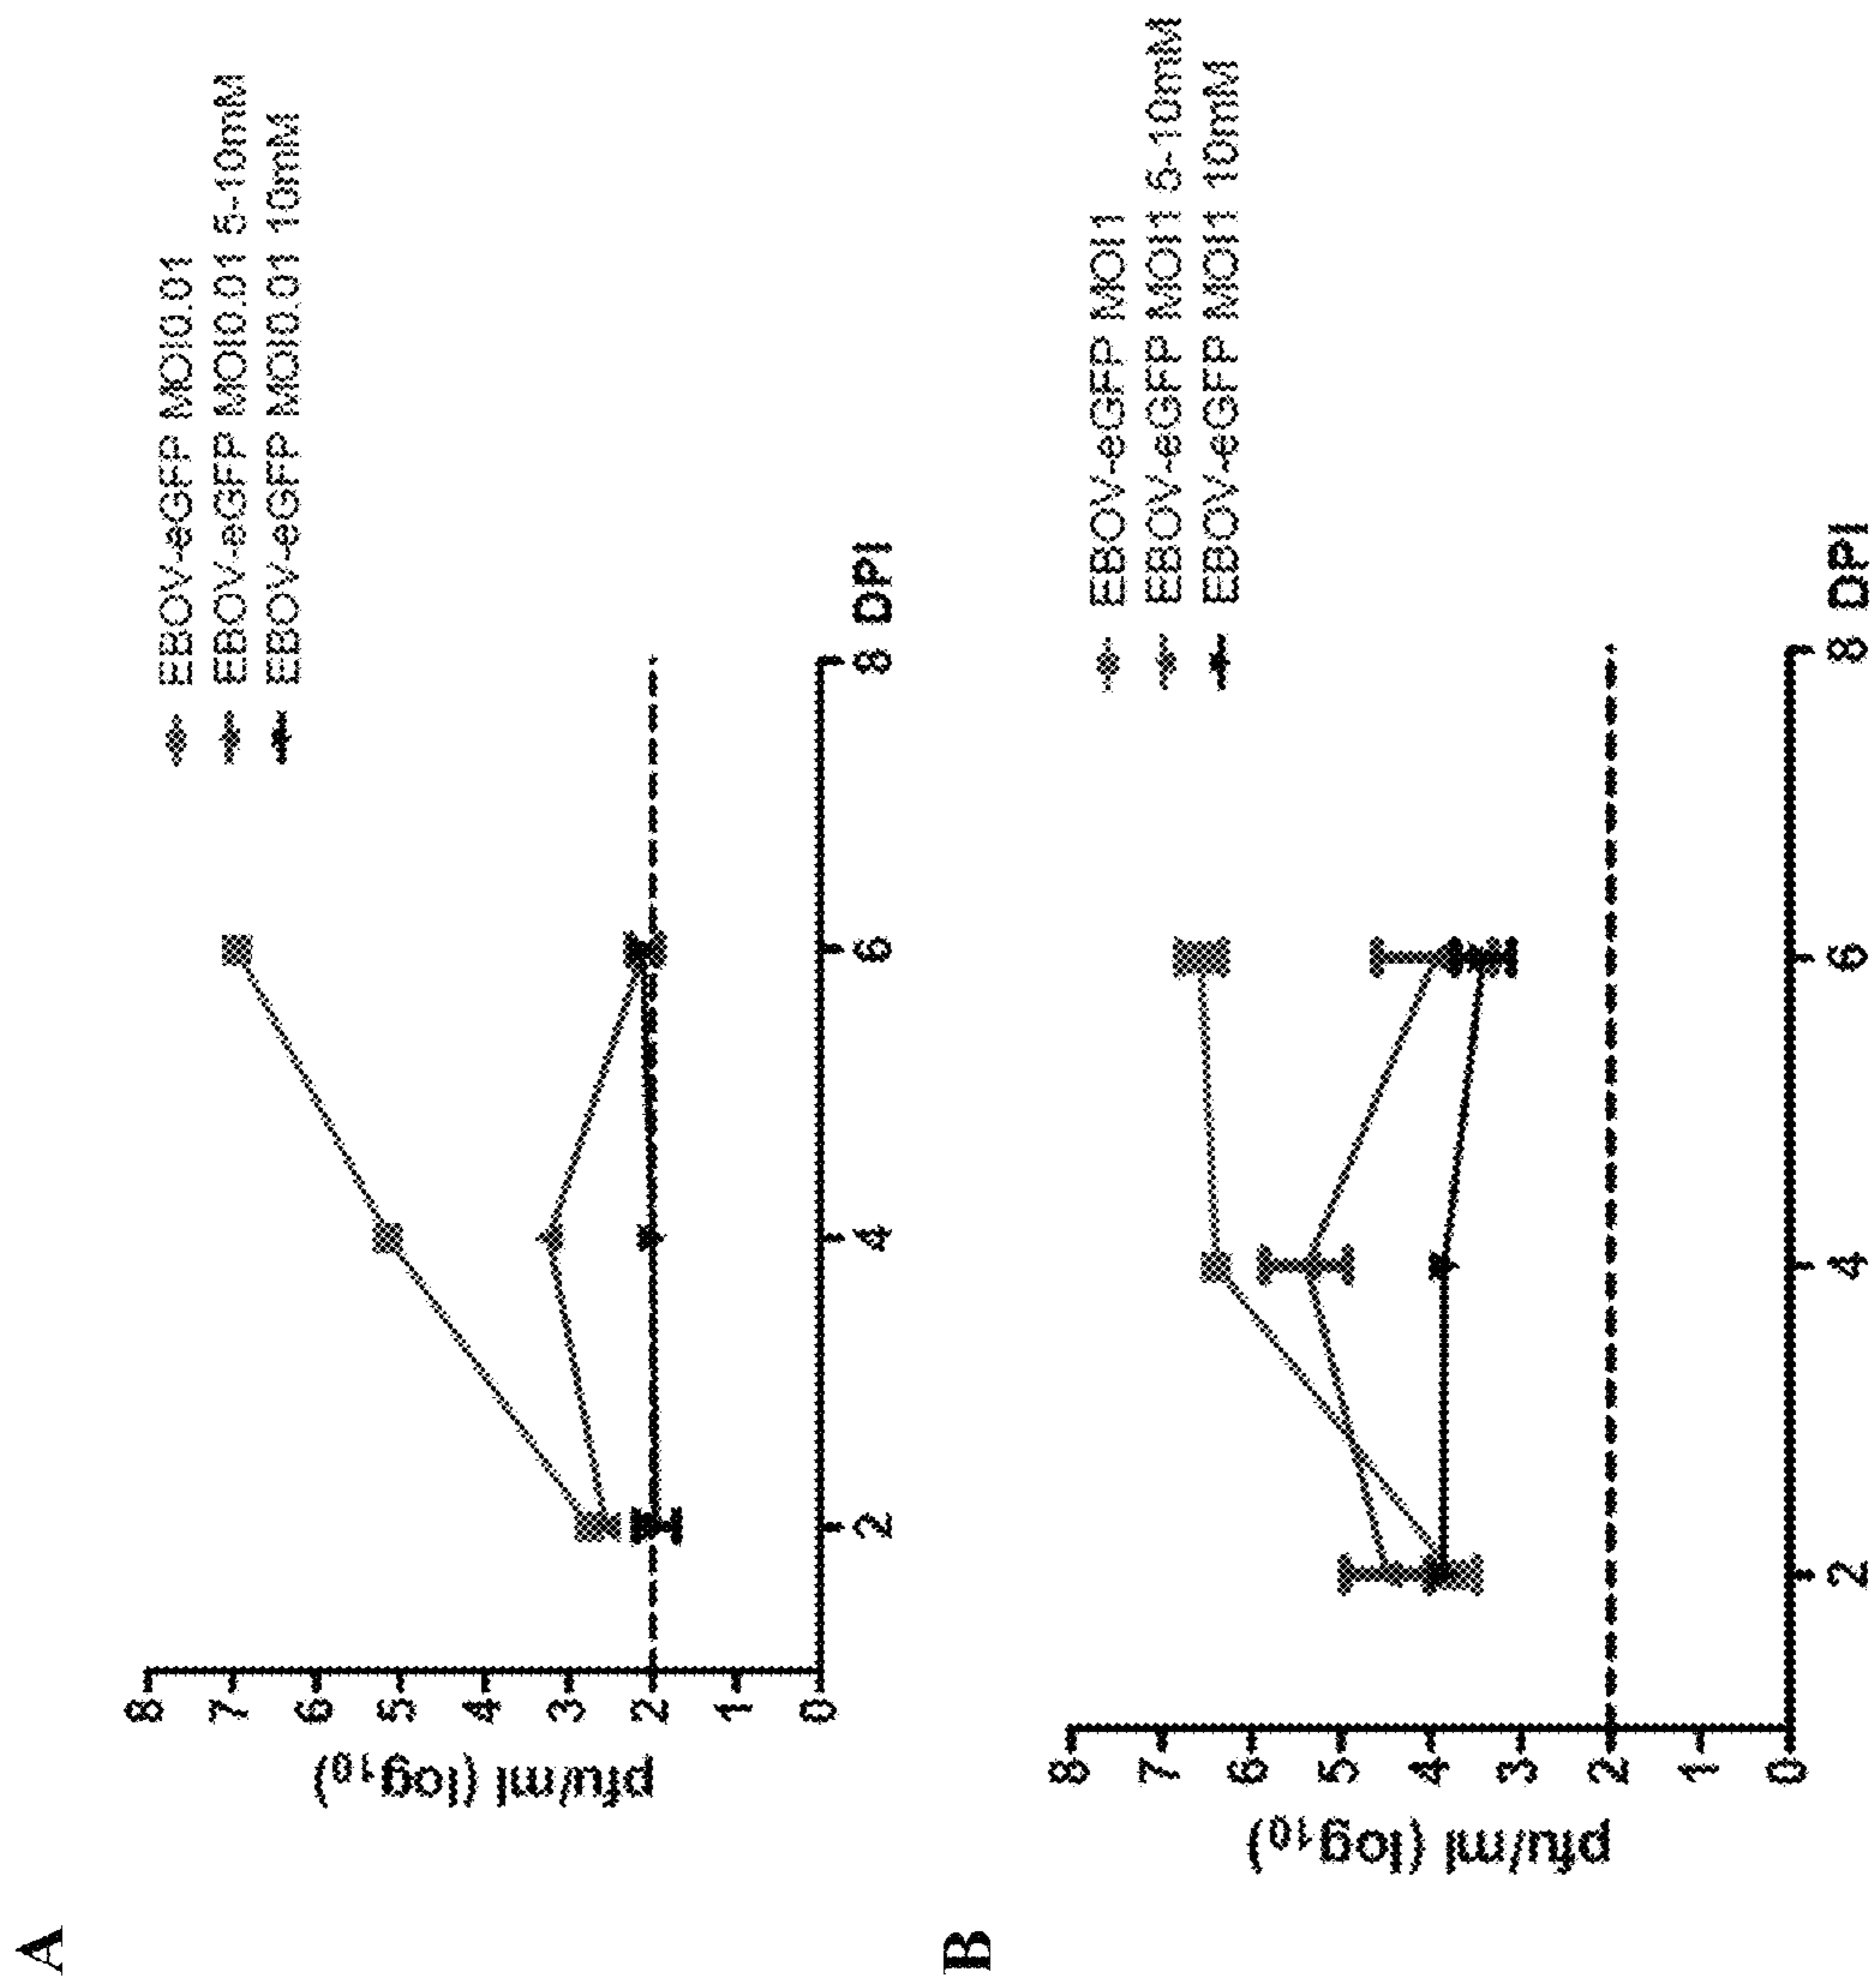 A
EBOV-eGFP MOI0.01
EBOV-eGFP MOI0.01 5-10mM
EBOV-eGFP MOI0.01 10mM
pfu/ml (log10)
8
7
6
5
4
3
2
1
0
2
4
6
8
DPI
B
EBOV-eGFP MOI1
EBOV-eGFP MOI1 5-10mM
EBOV-eGFP MOI1 10mM
pfu/ml (log10)
8
7
6
5
4
3
2
1
0
2
4
6
8
DPI